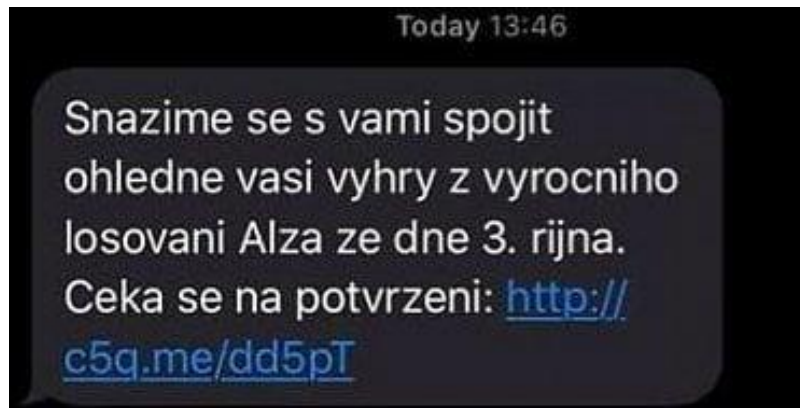 Today 13:46
Snazime se s vami spojit
ohledne vasi vyhry z vyrocniho
losovani Alza ze dne 3. rijna.
Ceka se na potvrzeni: http://
c5q.me/dd5pT